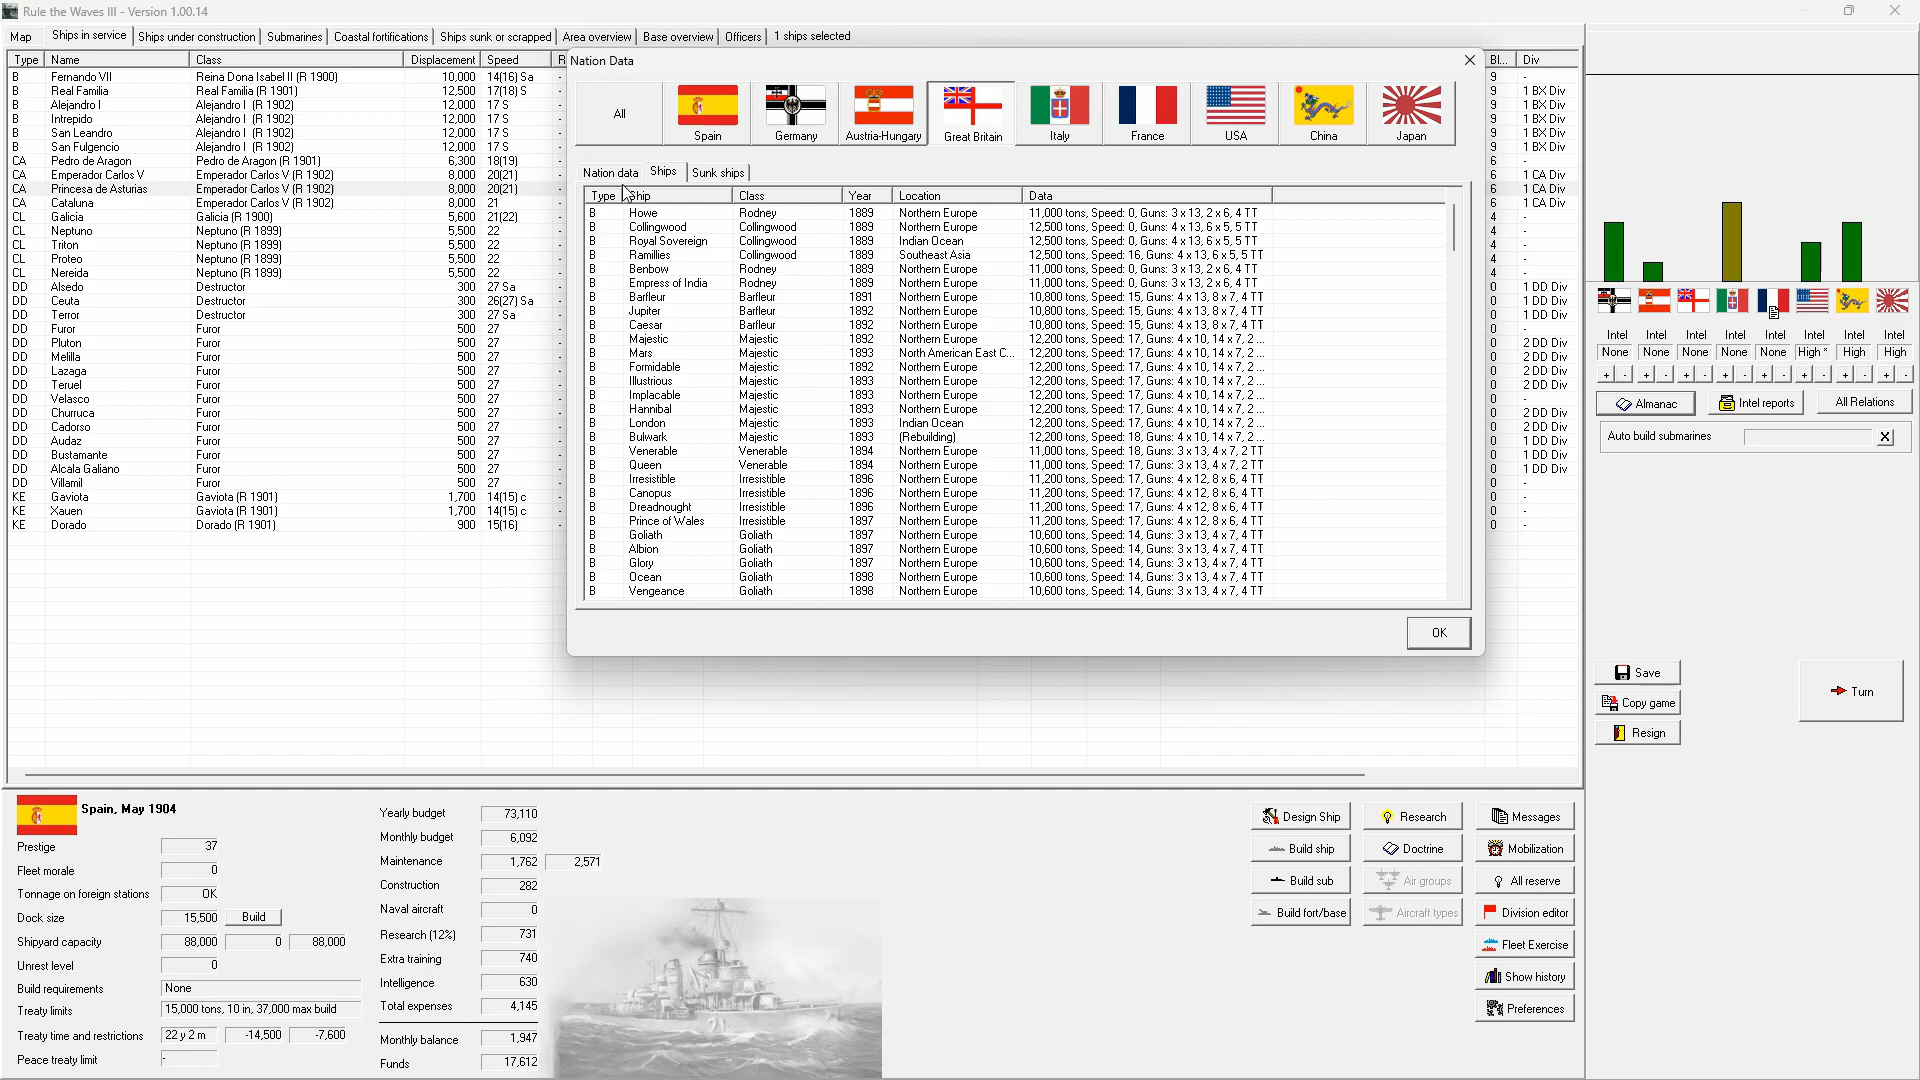 Rule the Waves III - Version 1.00.14
Map Ships in service Ships under construction Submarines Coastal fortifications Ships sunk or scrapped Area overview Base overview Officers 1 ships selected
Type Name Class Displacement Speed R
B Fernando VII Reina Dona Isabel II (R 1900) 10,000 14(16) Sa -
B Real Familia Real Familia (R 1901) 12,500 17(18) S -
B Alejandro I Alejandro I (R 1902) 12,000 17 S -
B Intrepido Alejandro I (R 1902) 12,000 17 S -
B San Leandro Alejandro I (R 1902) 12,000 17 S -
B San Fulgencio Alejandro I (R 1902) 12,000 17 S -
CA Pedro de Aragon Pedro de Aragon (R 1901) 6,300 18(19) -
CA Emperador Carlos V Emperador Carlos V (R 1902) 8,000 20(21) -
CA Princesa de Asturias Emperador Carlos V (R 1902) 8,000 20(21) -
CA Cataluna Emperador Carlos V (R 1902) 8,000 21 -
CL Galicia Galicia (R 1900) 5,600 21(22) -
CL Neptuno Neptuno (R 1899) 5,500 22 -
CL Triton Neptuno (R 1899) 5,500 22 -
CL Proteo Neptuno (R 1899) 5,500 22 -
CL Nereida Neptuno (R 1899) 5,500 22 -
DD Alsedo Destructor 300 27 Sa -
DD Ceuta Destructor 300 26(27) Sa -
DD Terror Destructor 300 27 Sa -
DD Furor Furor 500 27 -
DD Pluton Furor 500 27 -
DD Melilla Furor 500 27 -
DD Lazaga Furor 500 27 -
DD Teruel Furor 500 27 -
DD Velasco Furor 500 27 -
DD Churruca Furor 500 27 -
DD Cadorso Furor 500 27 -
DD Audaz Furor 500 27 -
DD Bustamante Furor 500 27 -
DD Alcala Galiano Furor 500 27 -
DD Villamil Furor 500 27 -
KE Gaviota Gaviota (R 1901) 1,700 14(15) c -
KE Xauen Gaviota (R 1901) 1,700 14(15) c -
KE Dorado Dorado (R 1901) 900 15(16) -
Nation Data
All Spain Germany Austria-Hungary Great Britain Italy France USA China Japan
Nation data Ships Sunk ships
Type Ship Class Year Location Data
B Howe Rodney 1889 Northern Europe 11,000 tons, Speed: 0, Guns: 3 x 13, 2 x 6, 4 TT
B Collingwood Collingwood 1889 Northern Europe 12,500 tons, Speed: 0, Guns: 4 x 13, 6 x 5, 5 TT
B Royal Sovereign Collingwood 1889 Indian Ocean 12,500 tons, Speed: 0, Guns: 4 x 13, 6 x 5, 5 TT
B Ramillies Collingwood 1889 Southeast Asia 12,500 tons, Speed: 16, Guns: 4 x 13, 6 x 5, 5 TT
B Benbow Rodney 1889 Northern Europe 11,000 tons, Speed: 0, Guns: 3 x 13, 2 x 6, 4 TT
B Empress of India Rodney 1889 Northern Europe 11,000 tons, Speed: 0, Guns: 3 x 13, 2 x 6, 4 TT
B Barfleur Barfleur 1891 Northern Europe 10,800 tons, Speed: 15, Guns: 4 x 13, 8 x 7, 4 TT
B Jupiter Barfleur 1892 Northern Europe 10,800 tons, Speed: 15, Guns: 4 x 13, 8 x 7, 4 TT
B Caesar Barfleur 1892 Northern Europe 10,800 tons, Speed: 15, Guns: 4 x 13, 8 x 7, 4 TT
B Majestic Majestic 1892 Northern Europe 12,200 tons, Speed: 17, Guns: 4 x 10, 14 x 7, 2 ...
B Mars Majestic 1893 North American East C... 12,200 tons, Speed: 17, Guns: 4 x 10, 14 x 7, 2 ...
B Formidable Majestic 1892 Northern Europe 12,200 tons, Speed: 17, Guns: 4 x 10, 14 x 7, 2 ...
B Illustrious Majestic 1893 Northern Europe 12,200 tons, Speed: 17, Guns: 4 x 10, 14 x 7, 2 ...
B Implacable Majestic 1893 Northern Europe 12,200 tons, Speed: 17, Guns: 4 x 10, 14 x 7, 2 ...
B Hannibal Majestic 1893 Northern Europe 12,200 tons, Speed: 17, Guns: 4 x 10, 14 x 7, 2 ...
B London Majestic 1893 Indian Ocean 12,200 tons, Speed: 17, Guns: 4 x 10, 14 x 7, 2 ...
B Bulwark Majestic 1893 (Rebuilding) 12,200 tons, Speed: 18, Guns: 4 x 10, 14 x 7, 2 ...
B Venerable Venerable 1894 Northern Europe 11,000 tons, Speed: 18, Guns: 3 x 13, 4 x 7, 2 TT
B Queen Venerable 1894 Northern Europe 11,000 tons, Speed: 17, Guns: 3 x 13, 4 x 7, 2 TT
B Irresistible Irresistible 1896 Northern Europe 11,200 tons, Speed: 17, Guns: 4 x 12, 8 x 6, 4 TT
B Canopus Irresistible 1896 Northern Europe 11,200 tons, Speed: 17, Guns: 4 x 12, 8 x 6, 4 TT
B Dreadnought Irresistible 1896 Northern Europe 11,200 tons, Speed: 17, Guns: 4 x 12, 8 x 6, 4 TT
B Prince of Wales Irresistible 1897 Northern Europe 11,200 tons, Speed: 17, Guns: 4 x 12, 8 x 6, 4 TT
B Goliath Goliath 1897 Northern Europe 10,600 tons, Speed: 14, Guns: 3 x 13, 4 x 7, 4 TT
B Albion Goliath 1897 Northern Europe 10,600 tons, Speed: 14, Guns: 3 x 13, 4 x 7, 4 TT
B Glory Goliath 1897 Northern Europe 10,600 tons, Speed: 14, Guns: 3 x 13, 4 x 7, 4 TT
B Ocean Goliath 1898 Northern Europe 10,600 tons, Speed: 14, Guns: 3 x 13, 4 x 7, 4 TT
B Vengeance Goliath 1898 Northern Europe 10,600 tons, Speed: 14, Guns: 3 x 13, 4 x 7, 4 TT
OK
Bl... Div
9 -
9 1 BX Div
9 1 BX Div
9 1 BX Div
9 1 BX Div
9 1 BX Div
6 -
6 1 CA Div
6 1 CA Div
6 1 CA Div
4 -
4 -
4 -
4 -
4 -
0 1 DD Div
0 1 DD Div
0 1 DD Div
0 -
0 2 DD Div
0 2 DD Div
0 2 DD Div
0 2 DD Div
0 -
0 2 DD Div
0 2 DD Div
0 1 DD Div
0 1 DD Div
0 1 DD Div
0 -
0 -
0 -
0 -
Intel Intel Intel Intel Intel Intel Intel Intel
None None None None None High * High High
+ - + - + - + - + - + - + - + -
Almanac Intel reports All Relations
Auto build submarines X
Save
Copy game
Resign
Turn
Spain, May 1904
Prestige 37
Fleet morale 0
Tonnage on foreign stations OK
Dock size 15,500 Build
Shipyard capacity 88,000 0 88,000
Unrest level 0
Build requirements None
Treaty limits 15,000 tons, 10 in, 37,000 max build
Treaty time and restrictions 22 y 2 m -14,500 -7,600
Peace treaty limit -
Yearly budget 73,110
Monthly budget 6,092
Maintenance 1,762 2,571
Construction 282
Naval aircraft 0
Research (12%) 731
Extra training 740
Intelligence 630
Total expenses 4,145
Monthly balance 1,947
Funds 17,612
Design Ship Research Messages
Build ship Doctrine Mobilization
Build sub Air groups All reserve
Build fort/base Aircraft types Division editor
Fleet Exercise
Show history
Preferences